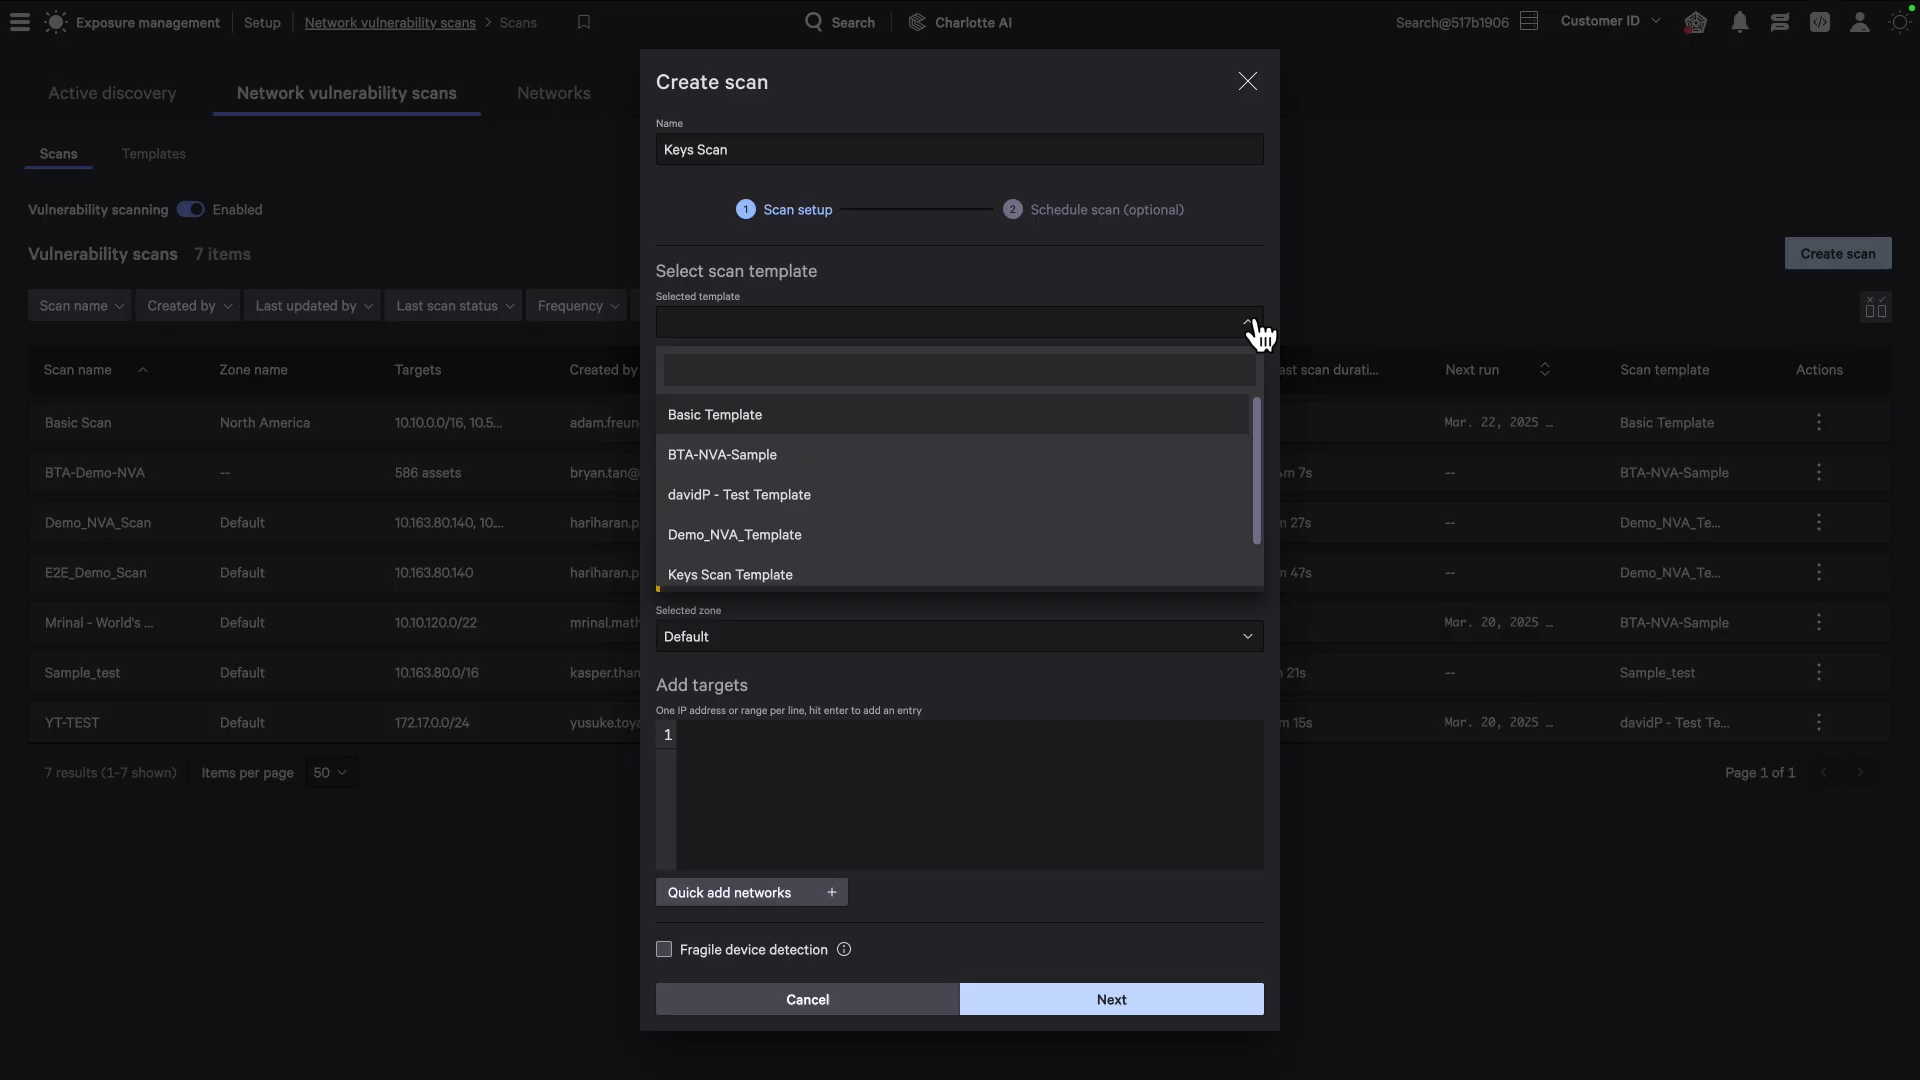 Exposure management Setup Network vulnerability scans > Scans Search Charlotte AI Search@517b1906 Customer ID
Active discovery Network vulnerability scans Networks
Scans Templates
Vulnerability scanning Enabled
Vulnerability scans 7 items Create scan
Scan name Created by Last updated by Last scan status Frequency
Scan name Zone name Targets Created by ast scan durati... Next run Scan template Actions
Basic Scan North America 10.10.0.0/16, 10.5... adam.freun Mar. 22, 2025 … Basic Template
BTA-Demo-NVA -- 586 assets bryan.tan@ m 7s -- BTA-NVA-Sample
Demo_NVA_Scan Default 10.163.80.140, 10.... hariharan.p n 27s -- Demo_NVA_Te...
E2E_Demo_Scan Default 10.163.80.140 hariharan.p n 47s -- Demo_NVA_Te...
Mrinal - World's ... Default 10.10.120.0/22 mrinal.math Mar. 20, 2025 … BTA-NVA-Sample
Sample_test Default 10.163.80.0/16 kasper.than 21s -- Sample_test
YT-TEST Default 172.17.0.0/24 yusuke.toya m 15s Mar. 20, 2025 … davidP - Test Te...
7 results (1-7 shown) Items per page 50 Page 1 of 1
Create scan
Name
Keys Scan
1 Scan setup 2 Schedule scan (optional)
Select scan template
Selected template
Basic Template
BTA-NVA-Sample
davidP - Test Template
Demo_NVA_Template
Keys Scan Template
Selected zone
Default
Add targets
One IP address or range per line, hit enter to add an entry
1
Quick add networks +
Fragile device detection
Cancel Next